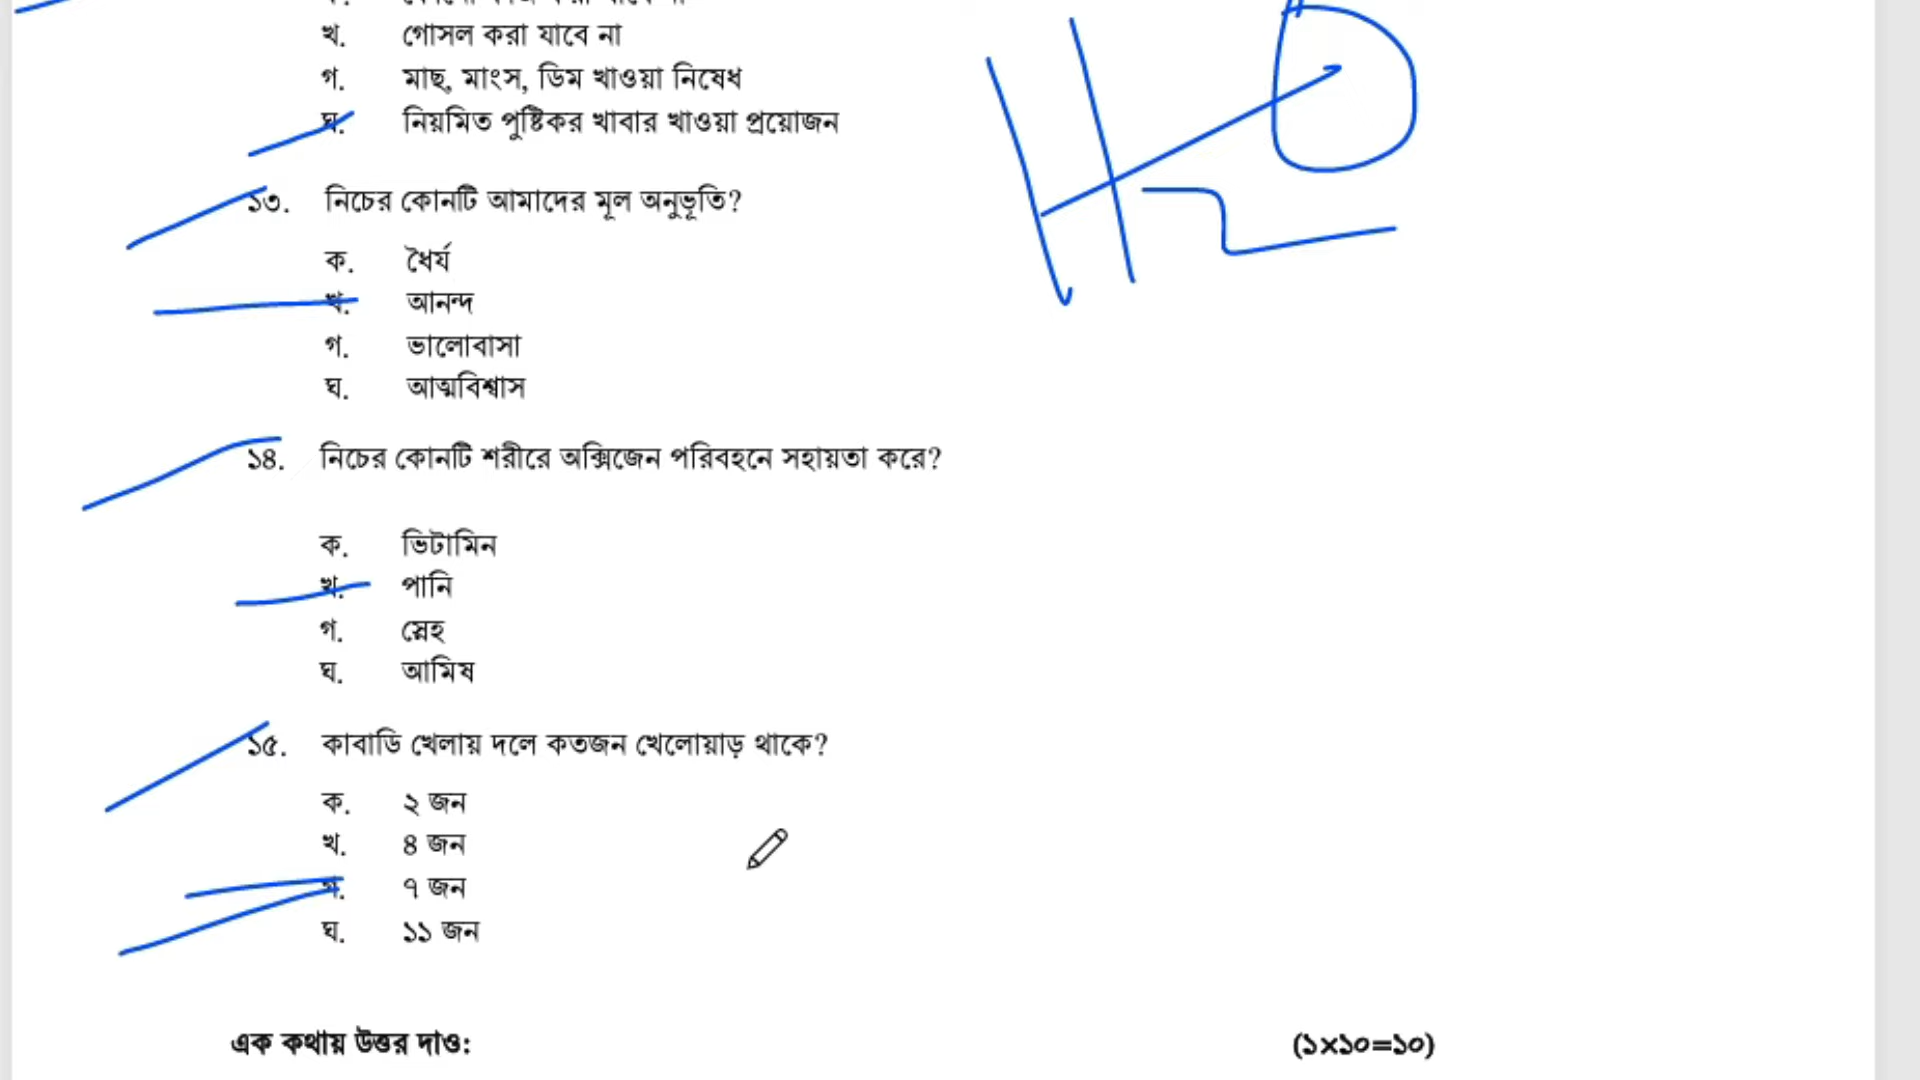 খ. গোসল করা যাবে না
গ. মাছ, মাংস, ডিম খাওয়া নিষেধ
ঘ. নিয়মিত পুষ্টিকর খাবার খাওয়া প্রয়োজন
১৩. নিচের কোনটি আমাদের মূল অনুভূতি?
ক. ধৈর্য
খ. আনন্দ
গ. ভালোবাসা
ঘ. আত্মবিশ্বাস
১৪. নিচের কোনটি শরীরে অক্সিজেন পরিবহনে সহায়তা করে?
ক. ভিটামিন
খ. পানি
গ. স্নেহ
ঘ. আমিষ
১৫. কাবাডি খেলায় দলে কতজন খেলোয়াড় থাকে?
ক. ২ জন
খ. ৪ জন
গ. ৭ জন
ঘ. ১১ জন
এক কথায় উত্তর দাও: (১×১০=১০)
H2O